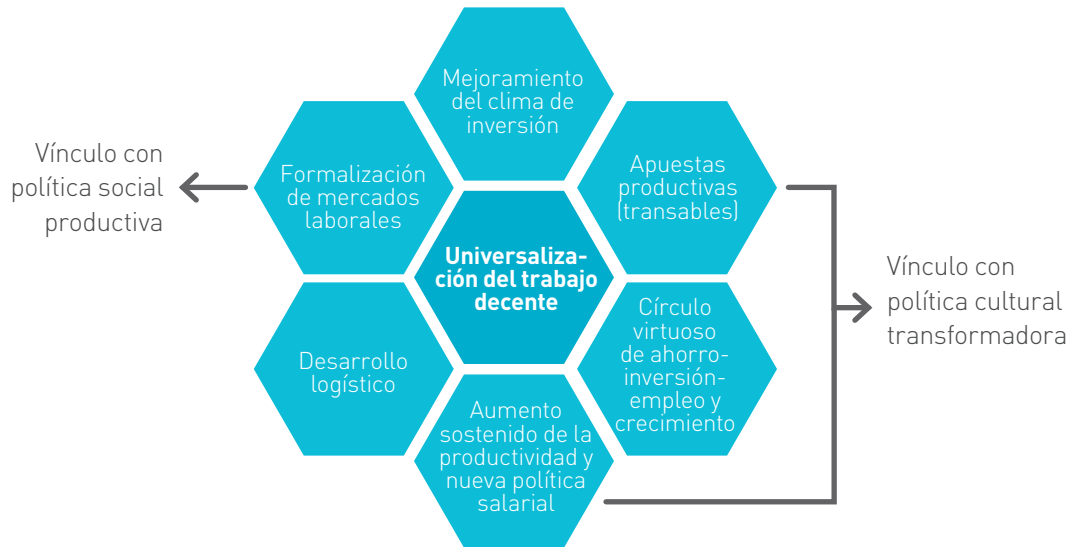 Mejoramiento
del clima de
inversión
Vínculo con
política social
productiva
Formalización
de mercados
laborales
Apuestas
productivas
(transables)
Universaliza-
ción del trabajo
decente
Vínculo con
política cultural
transformadora
Desarrollo
logístico
Círculo
virtuoso
de ahorro-
inversión-
empleo y
crecimiento
Aumento
sostenido de la
productividad y
nueva política
salarial